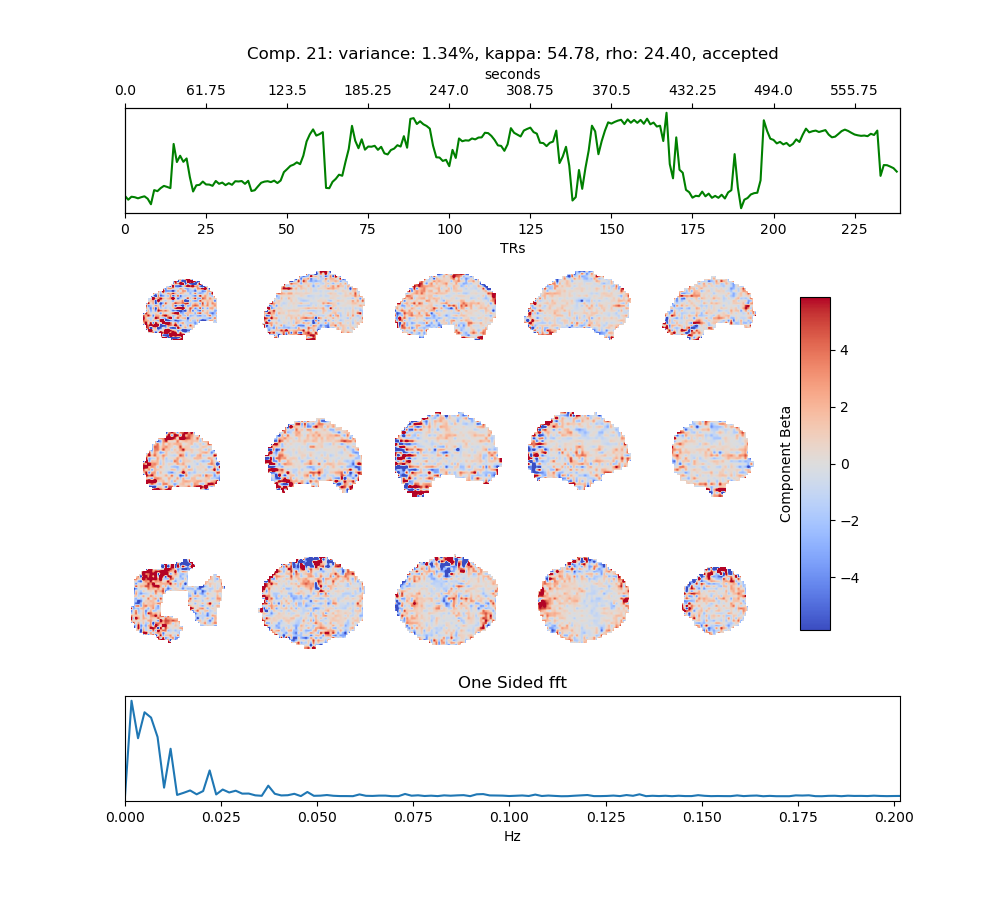 Comp. 21: variance: 1.34%, kappa: 54.78, rho: 24.40, accepted
seconds
0.0 61.75 123.5 185.25 247.0 308.75 370.5 432.25 494.0 555.75
0 25 50 75 100 125 150 175 200 225
TRs
4
2
0
−2
−4
Component Beta
One Sided fft
0.000 0.025 0.050 0.075 0.100 0.125 0.150 0.175 0.200
Hz